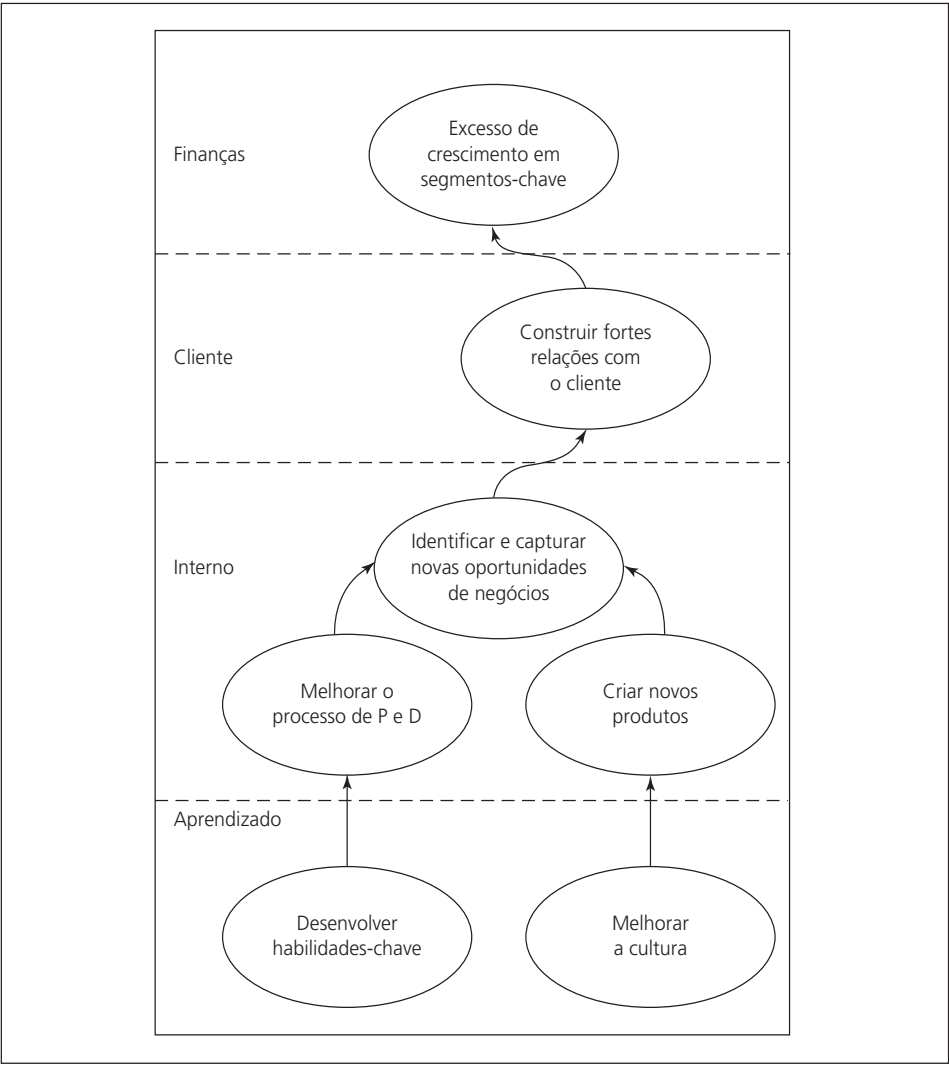 Finanças
Excesso de
crescimento em
segmentos-chave
Cliente
Construir fortes
relações com
o cliente
Interno
Identificar e capturar
novas oportunidades
de negócios
Melhorar o
processo de P e D
Criar novos
produtos
Aprendizado
Desenvolver
habilidades-chave
Melhorar
a cultura